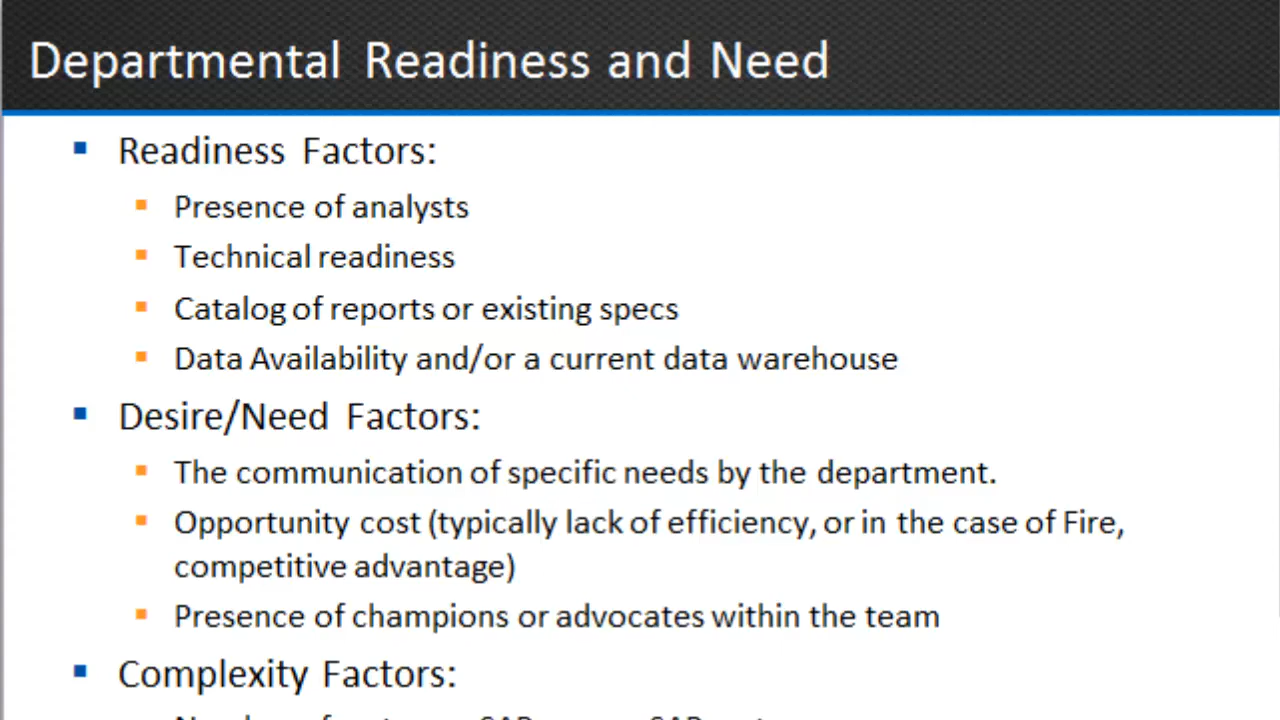 Departmental Readiness and Need
Readiness Factors:
Presence of analysts
Technical readiness
Catalog of reports or existing specs
Data Availability and/or a current data warehouse
Desire/Need Factors:
The communication of specific needs by the department.
Opportunity cost (typically lack of efficiency, or in the case of Fire,
competitive advantage)
Presence of champions or advocates within the team
Complexity Factors: